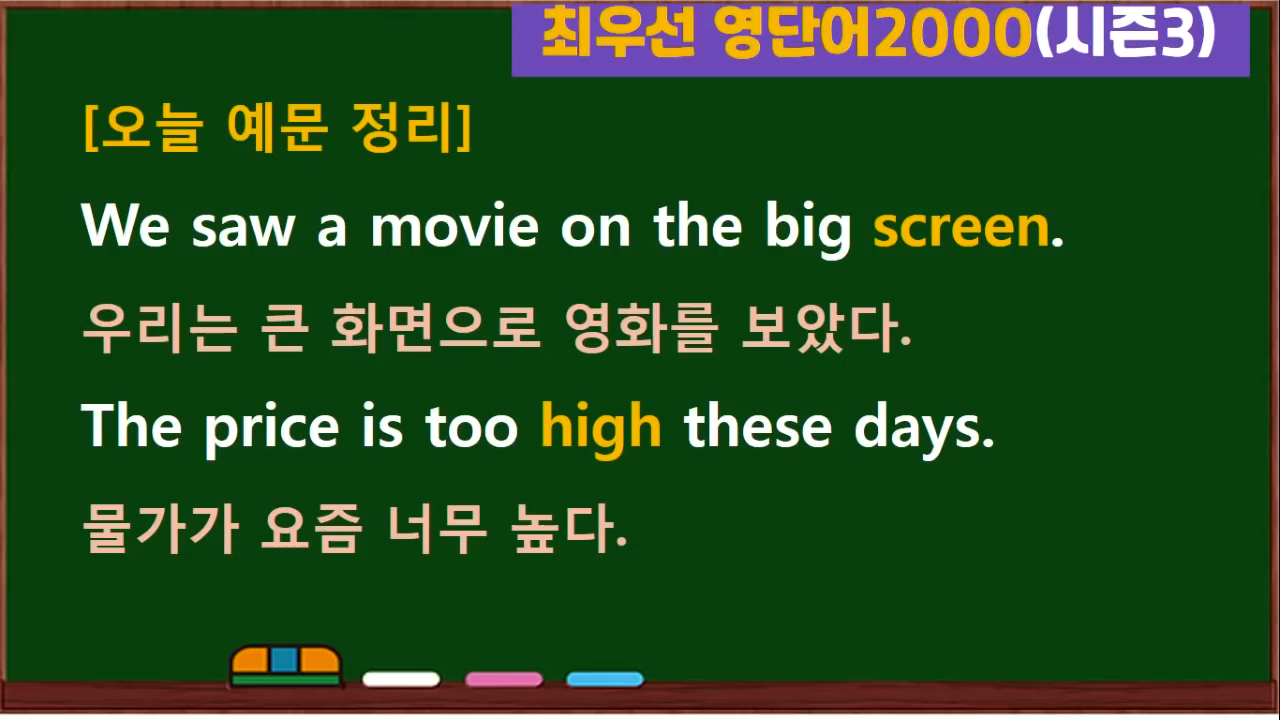 최우선 영단어2000(시즌3)
[오늘 예문 정리]
We saw a movie on the big screen.
우리는 큰 화면으로 영화를 보았다.
The price is too high these days.
물가가 요즘 너무 높다.